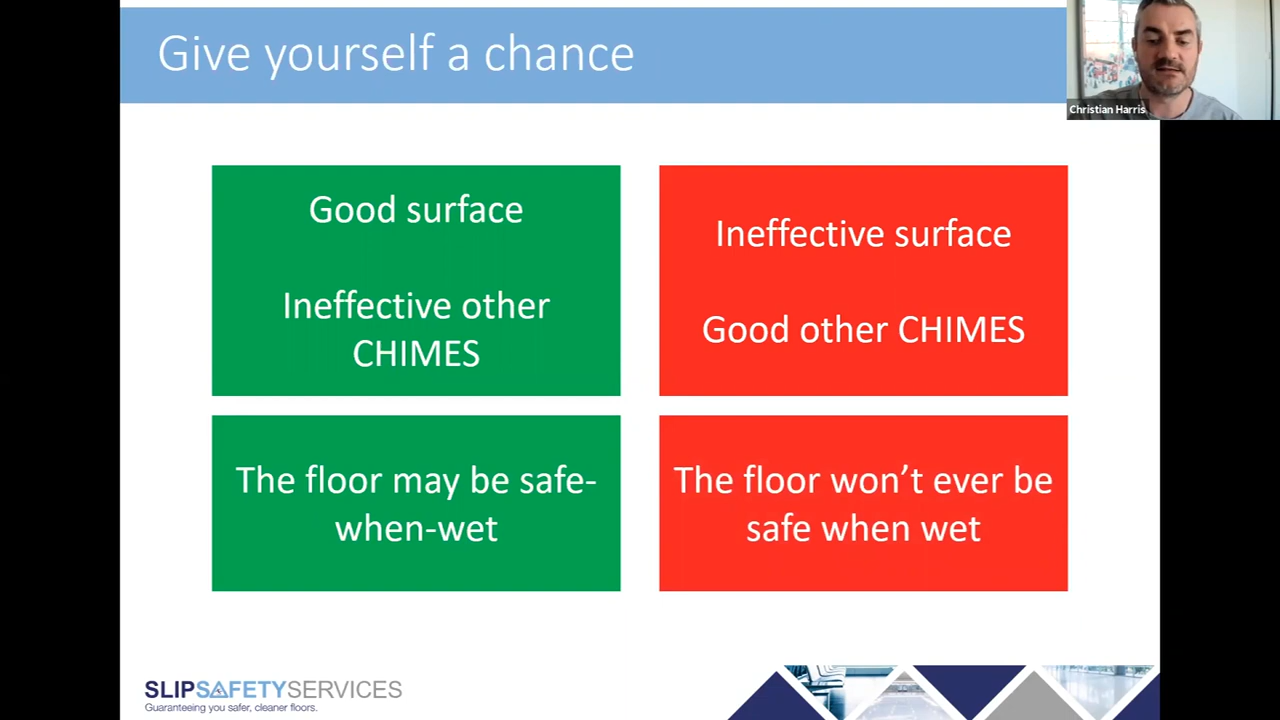 Give yourself a chance
Christian Harris
Good surface
Ineffective other
CHIMES
Ineffective surface
Good other CHIMES
The floor may be safe-
when-wet
The floor won’t ever be
safe when wet
SLIPSAFETYSERVICES
Guaranteeing you safer, cleaner floors.